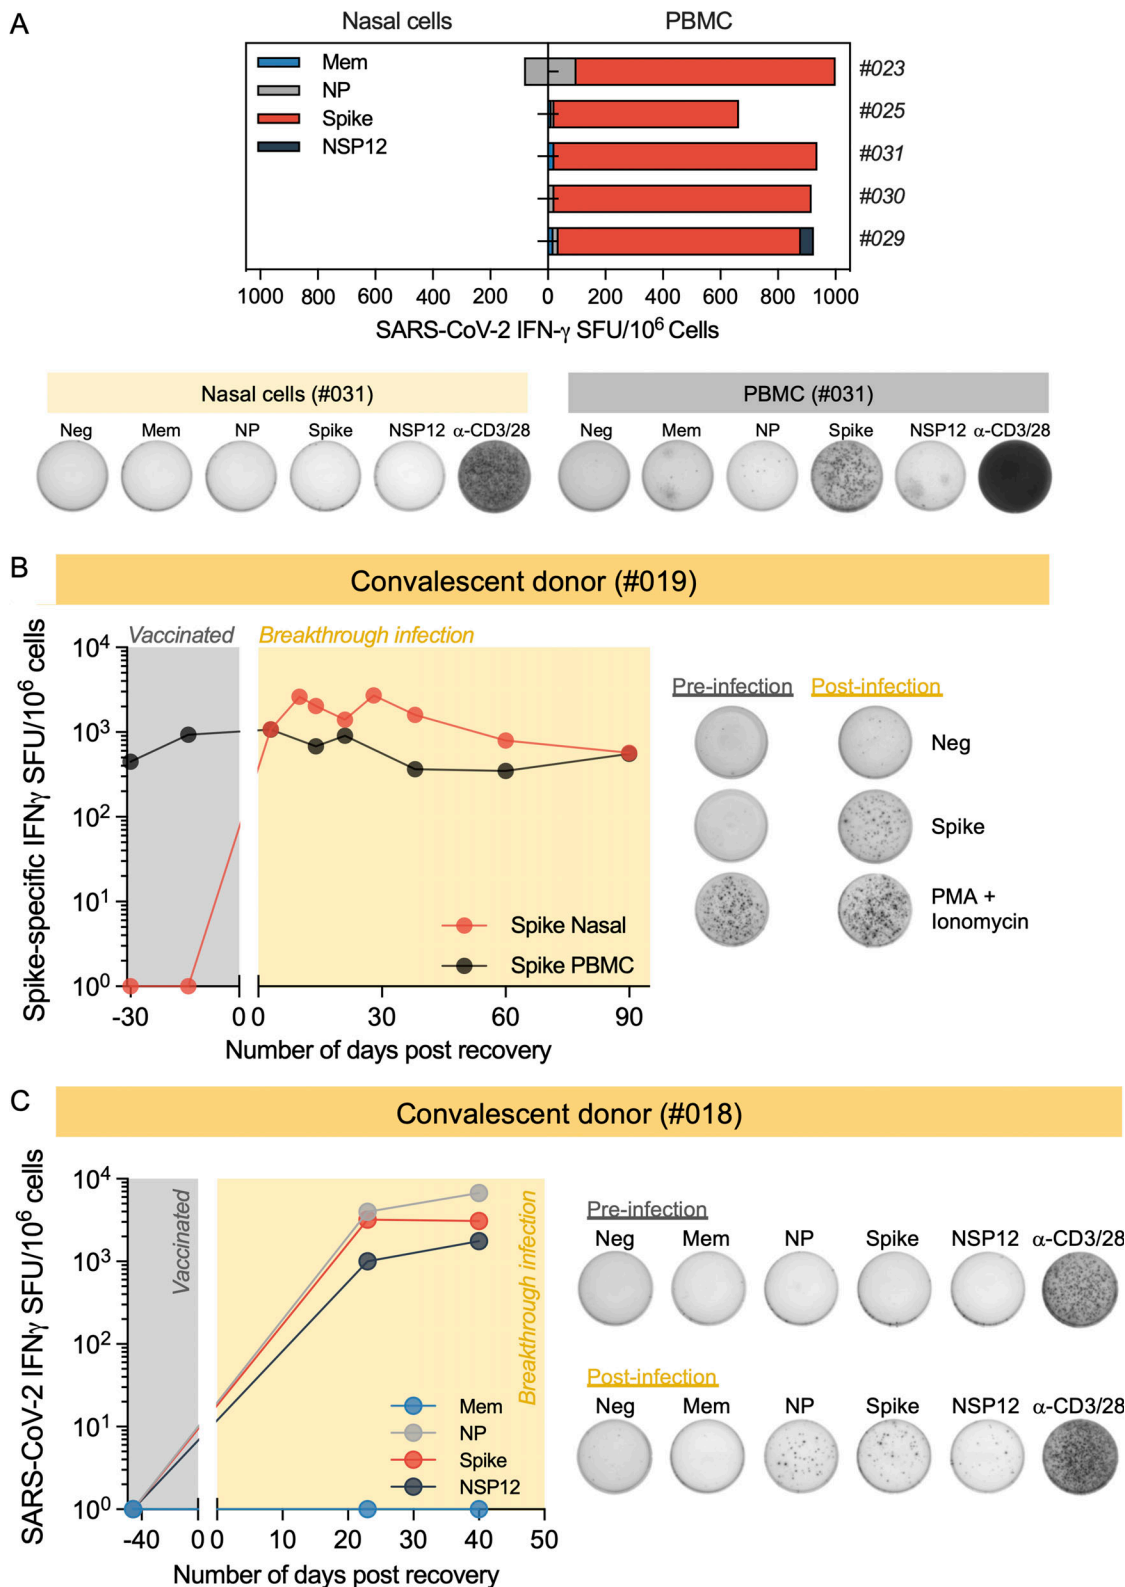 A
Nasal cells PBMC
Mem
NP
Spike
NSP12
#023
#025
#031
#030
#029
1000 800 600 400 200 0 200 400 600 800 1000
SARS-CoV-2 IFN-γ SFU/10⁶ Cells
Nasal cells (#031) PBMC (#031)
Neg Mem NP Spike NSP12 α-CD3/28 Neg Mem NP Spike NSP12 α-CD3/28
B
Convalescent donor (#019)
Spike-specific IFNγ SFU/10⁶ cells
Vaccinated Breakthrough infection
10⁴
10³
10²
10¹
10⁰
Spike Nasal
Spike PBMC
-30 0 0 30 60 90
Number of days post recovery
Pre-infection Post-infection
Neg
Spike
PMA +
Ionomycin
C
Convalescent donor (#018)
SARS-CoV-2 IFNγ SFU/10⁶ cells
10⁴
10³
10²
10¹
10⁰
Vaccinated
Breakthrough infection
Mem
NP
Spike
NSP12
-40 0 0 10 20 30 40 50
Number of days post recovery
Pre-infection
Neg Mem NP Spike NSP12 α-CD3/28
Post-infection
Neg Mem NP Spike NSP12 α-CD3/28